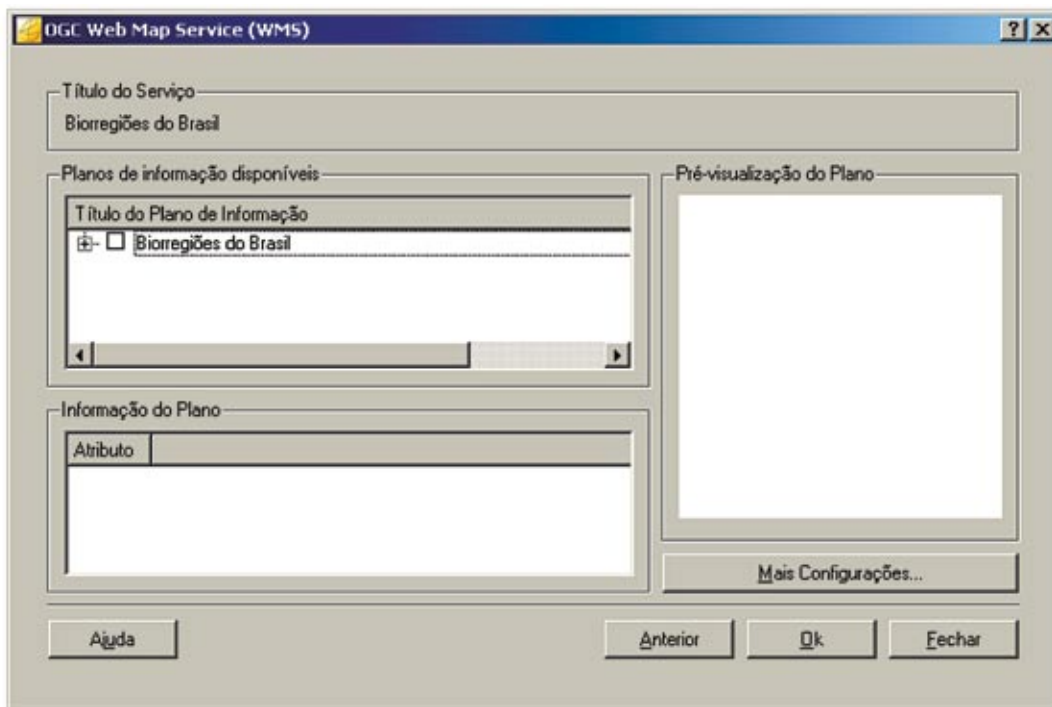 OGC Web Map Service (WMS)
Título do Serviço
Biorregiões do Brasil
Planos de informação disponíveis
Título do Plano de Informação
Biorregiões do Brasil
Pré-visualização do Plano
Informação do Plano
Atributo
Mais Configurações...
Ajuda
Anterior
Ok
Fechar